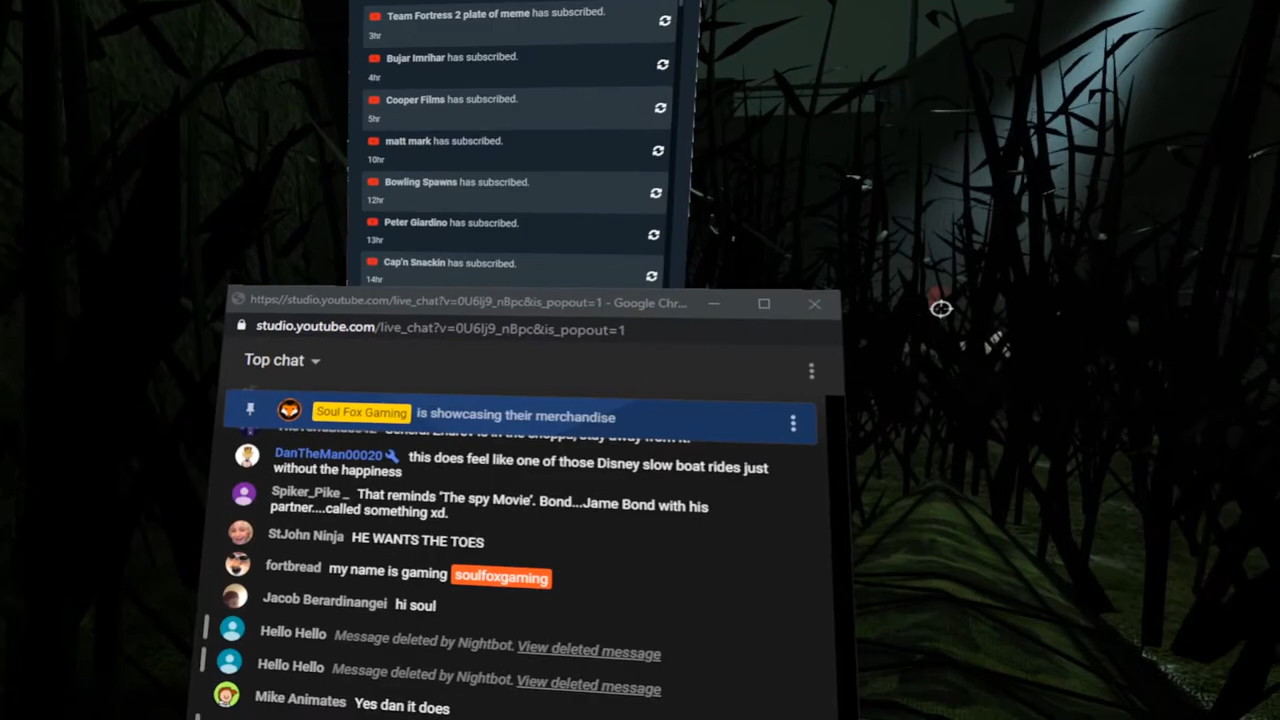 Team Fortress 2 plate of meme has subscribed.
3hr
Bujar Imrihar has subscribed.
4hr
Cooper Films has subscribed.
5hr
matt mark has subscribed.
10hr
Bowling Spawns has subscribed.
12hr
Peter Giardino has subscribed.
13hr
Cap'n Snackin has subscribed.
14hr
https://studio.youtube.com/live_chat?v=0U6Ij9_nBpc&is_popout=1 - Google Chr...
studio.youtube.com/live_chat?v=0U6Ij9_nBpc&is_popout=1
Top chat
Soul Fox Gaming is showcasing their merchandise
DanTheMan00020 this does feel like one of those Disney slow boat rides just
without the happiness
Spiker_Pike_ That reminds 'The spy Movie'. Bond...Jame Bond with his
partner....called something xd.
StJohn Ninja HE WANTS THE TOES
fortbread my name is gaming soulfoxgaming
Jacob Berardinangei hi soul
Hello Hello Message deleted by Nightbot. View deleted message
Hello Hello Message deleted by Nightbot. View deleted message
Mike Animates Yes dan it does